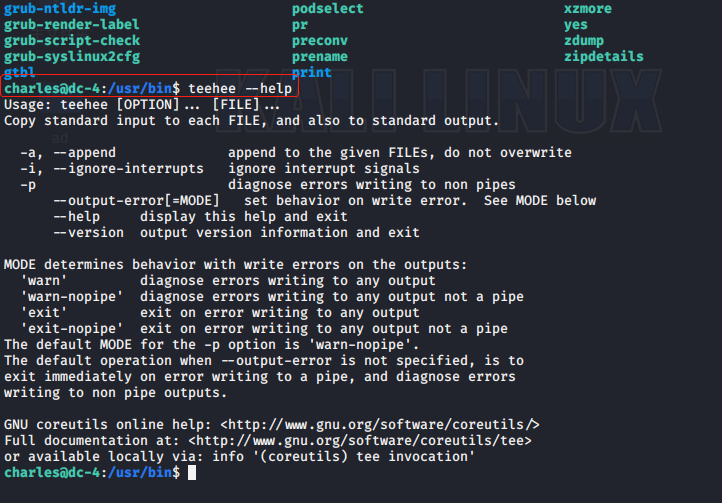 grub-ntldr-img podselect xzmore
grub-render-label pr yes
grub-script-check preconv zdump
grub-syslinux2cfg prename zipdetails
gtbl print
charles@dc-4:/usr/bin$ teehee --help
Usage: teehee [OPTION]... [FILE]...
Copy standard input to each FILE, and also to standard output.
-a, --append append to the given FILEs, do not overwrite
-i, --ignore-interrupts ignore interrupt signals
-p diagnose errors writing to non pipes
--output-error[=MODE] set behavior on write error. See MODE below
--help display this help and exit
--version output version information and exit
MODE determines behavior with write errors on the outputs:
'warn' diagnose errors writing to any output
'warn-nopipe' diagnose errors writing to any output not a pipe
'exit' exit on error writing to any output
'exit-nopipe' exit on error writing to any output not a pipe
The default MODE for the -p option is 'warn-nopipe'.
The default operation when --output-error is not specified, is to
exit immediately on error writing to a pipe, and diagnose errors
writing to non pipe outputs.
GNU coreutils online help: <http://www.gnu.org/software/coreutils/>
Full documentation at: <http://www.gnu.org/software/coreutils/tee>
or available locally via: info '(coreutils) tee invocation'
charles@dc-4:/usr/bin$
KALI LINUX
ad